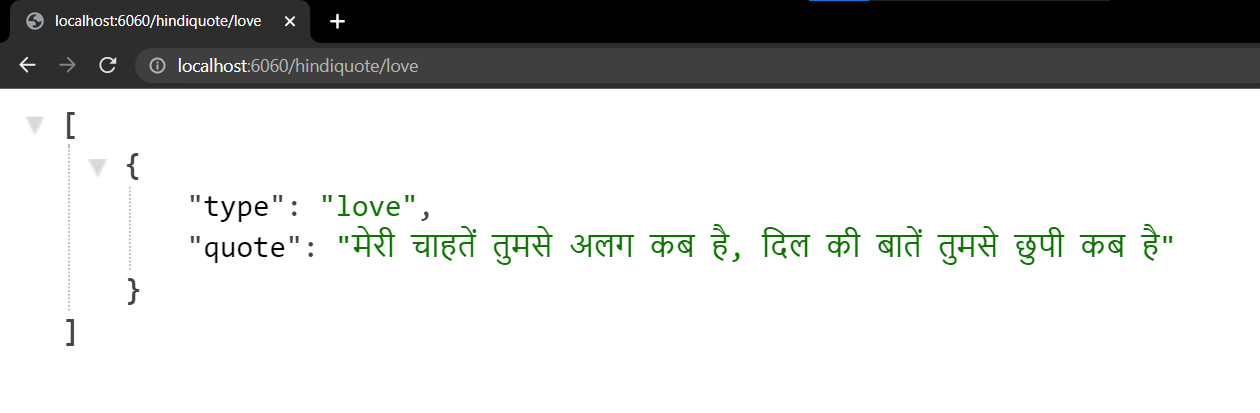 localhost:6060/hindiquote/love
localhost:6060/hindiquote/love
[
{
"type": "love",
"quote": "मेरी चाहतें तुमसे अलग कब है, दिल की बातें तुमसे छुपी कब है"
}
]